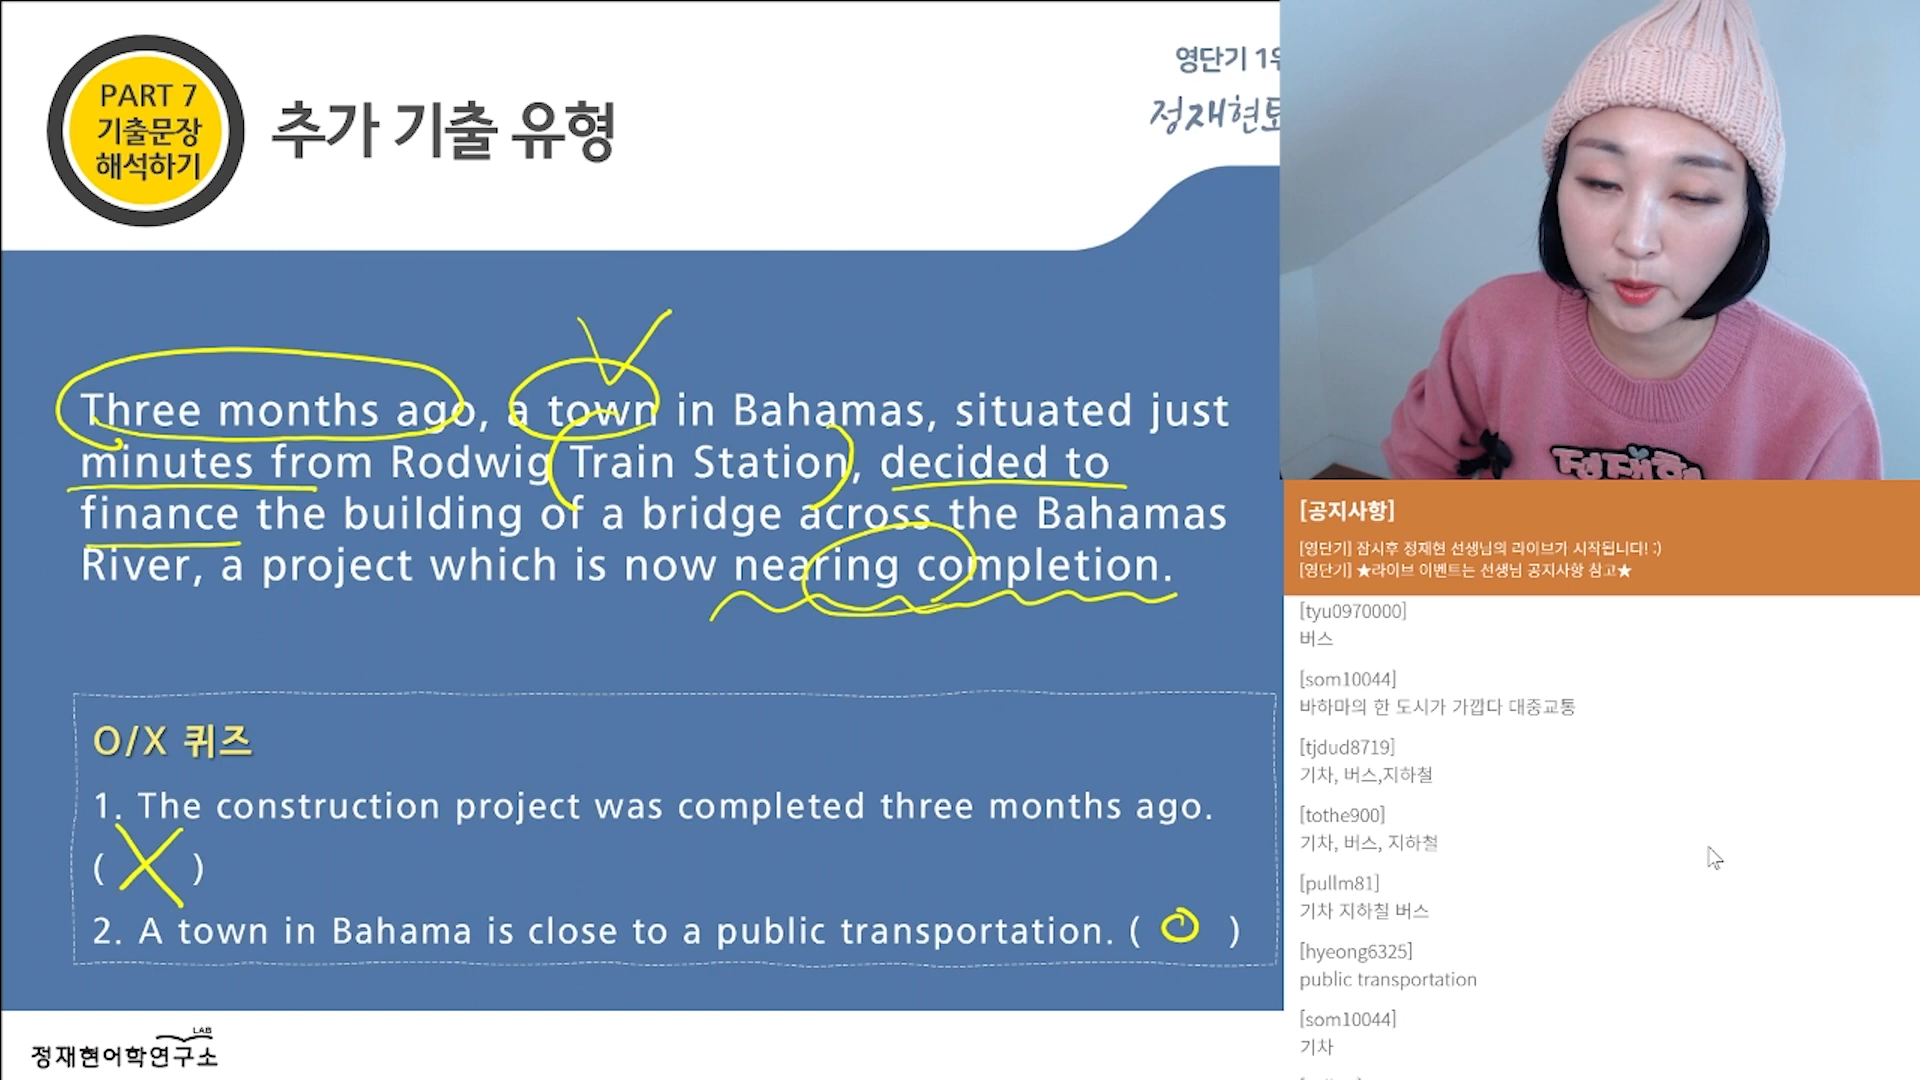 PART 7
기출문장
해석하기
추가 기출 유형
영단기 1위
정재현토
Three months ago, a town in Bahamas, situated just
minutes from Rodwig Train Station, decided to
finance the building of a bridge across the Bahamas
River, a project which is now nearing completion.
O/X 퀴즈
1. The construction project was completed three months ago.
( X )
2. A town in Bahama is close to a public transportation. ( O )
LAB
정재현어학연구소
정재현
[공지사항]
[영단기] 잠시후 정재현 선생님의 라이브가 시작됩니다! :)
[영단기] ★라이브 이벤트는 선생님 공지사항 참고★
[tyu0970000]
버스
[som10044]
바하마의 한 도시가 가깝다 대중교통
[tjdud8719]
기차, 버스,지하철
[tothe900]
기차, 버스, 지하철
[pullm81]
기차 지하철 버스
[hyeong6325]
public transportation
[som10044]
기차